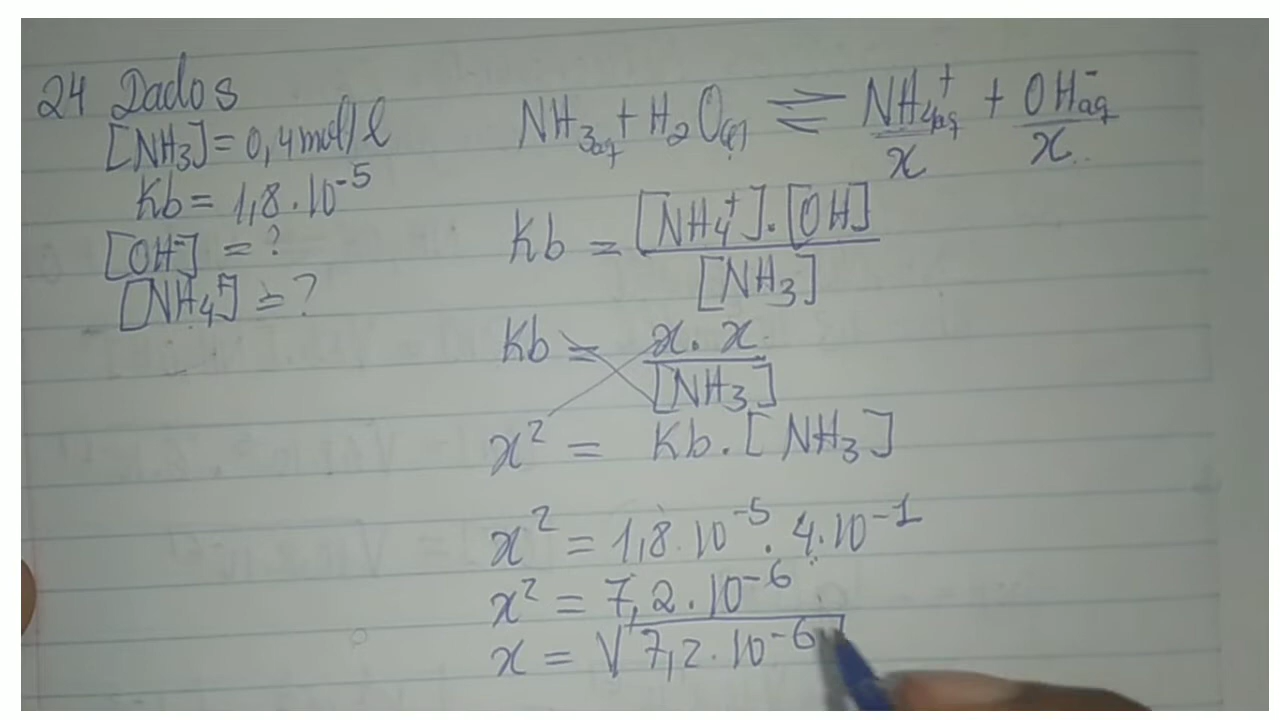 24 Dados
[NH₃] = 0,4 mol/l
Kb = 1,8 . 10⁻⁵
[OH⁻] = ?
[NH₄⁺] = ?
NH₃aq + H₂O(l) ⇌ NH₄⁺aq + OH⁻aq
x x
Kb = [NH₄⁺] . [OH] / [NH₃]
Kb = x . x / [NH₃]
x² = Kb . [NH₃]
x² = 1,8 . 10⁻⁵ . 4 . 10⁻¹
x² = 7,2 . 10⁻⁶
x = √7,2 . 10⁻⁶